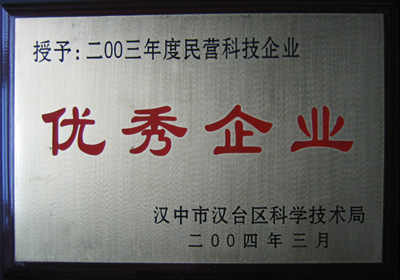 授予:二00三年度民营科技企业
优秀企业
汉中市汉台区科学技术局
二00四年三月